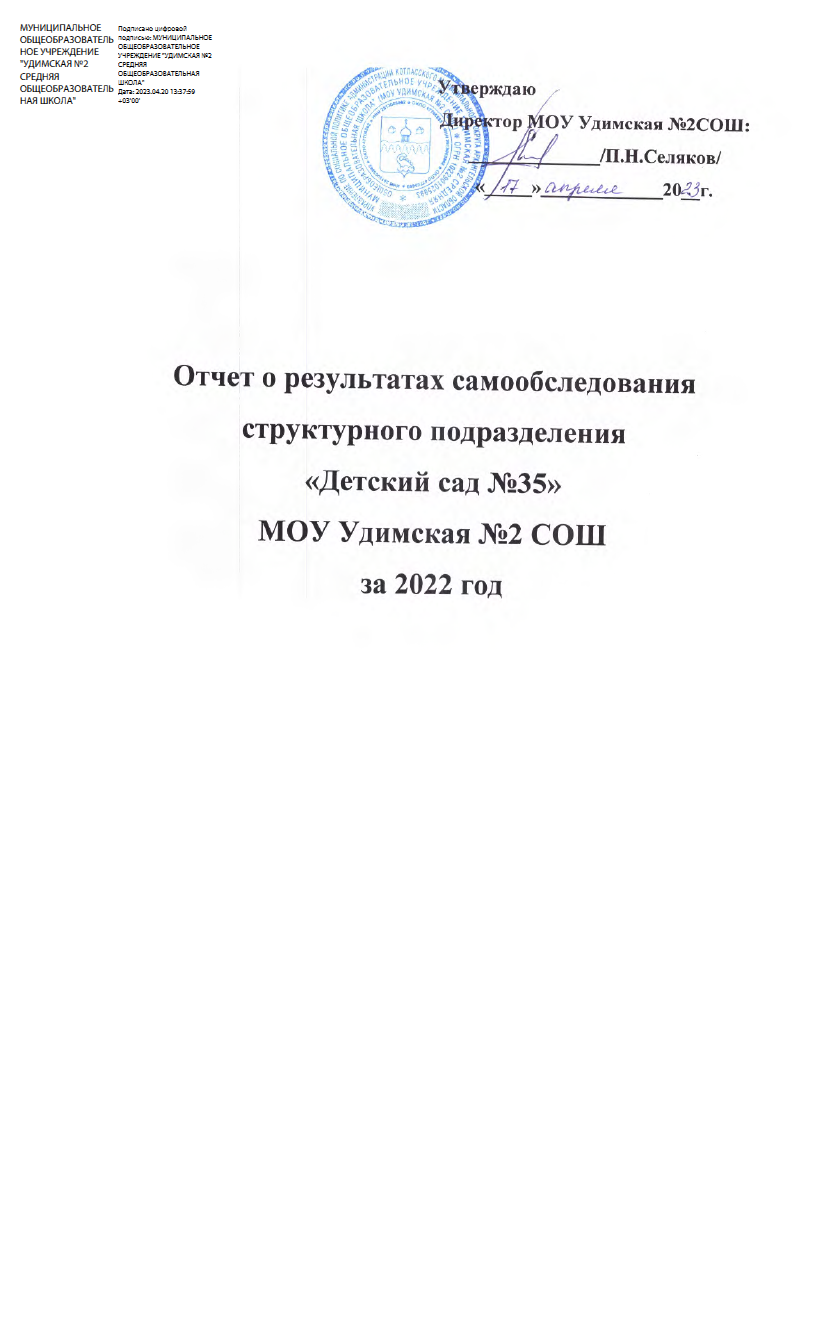 МУНИЦИПАЛЬНОЕ
ОБЩЕОБРАЗОВАТЕЛЬ
НОЕ УЧРЕЖДЕНИЕ
"УДИМСКАЯ №2
СРЕДНЯЯ
ОБЩЕОБРАЗОВАТЕЛЬ
НАЯ ШКОЛА"
Подписано цифровой
подписью: МУНИЦИПАЛЬНОЕ
ОБЩЕОБРАЗОВАТЕЛЬНОЕ
УЧРЕЖДЕНИЕ "УДИМСКАЯ №2
СРЕДНЯЯ
ОБЩЕОБРАЗОВАТЕЛЬНАЯ
ШКОЛА"
Дата: 2023.04.20 13:37:59
+03'00'
Утверждаю
Директор МОУ Удимская №2СОШ:
/П.Н.Селяков/
«17» апреля 2023г.
Отчет о результатах самообследования
структурного подразделения
«Детский сад №35»
МОУ Удимская №2 СОШ
за 2022 год